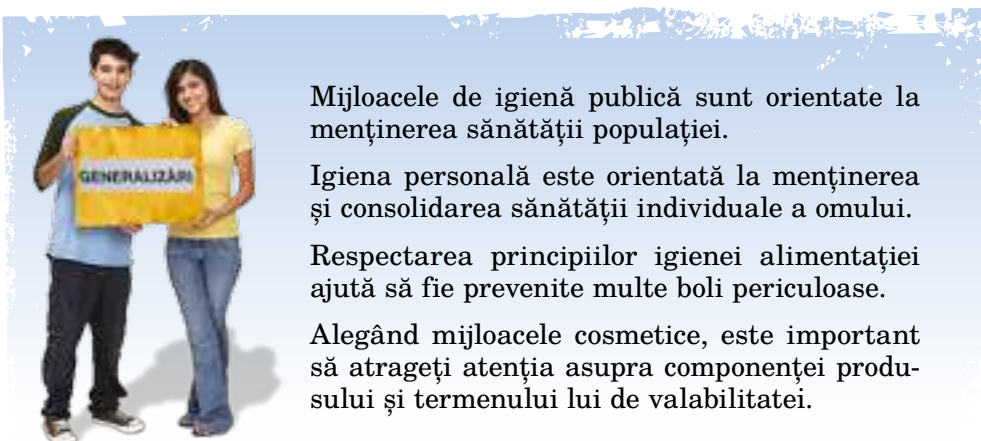 GENERALIZĂRI
Mijloacele de igienă publică sunt orientate la
menținerea sănătății populației.
Igiena personală este orientată la menținerea
și consolidarea sănătății individuale a omului.
Respectarea principiilor igienei alimentației
ajută să fie prevenite multe boli periculoase.
Alegând mijloacele cosmetice, este important
să atrageți atenția asupra componenței produ-
sului și termenului lui de valabilitatei.